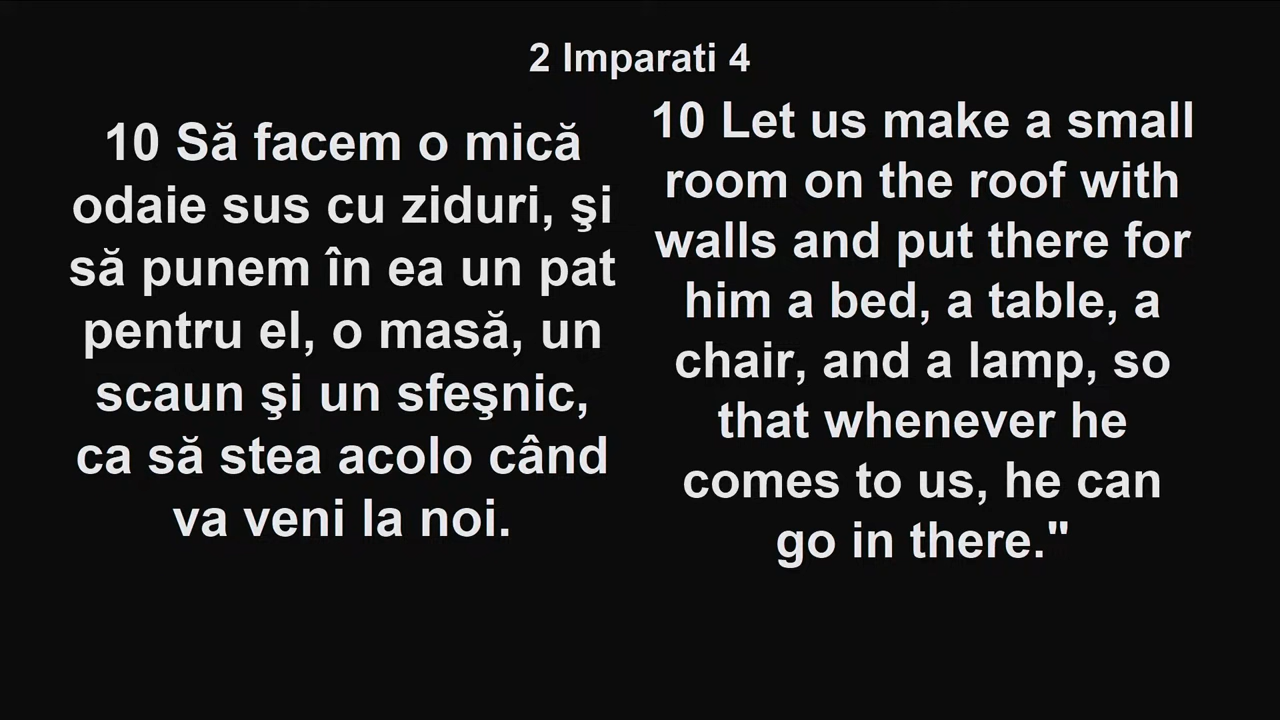 2 Imparati 4
10 Să facem o mică
odaie sus cu ziduri, şi
să punem în ea un pat
pentru el, o masă, un
scaun şi un sfeşnic,
ca să stea acolo când
va veni la noi.
10 Let us make a small
room on the roof with
walls and put there for
him a bed, a table, a
chair, and a lamp, so
that whenever he
comes to us, he can
go in there."